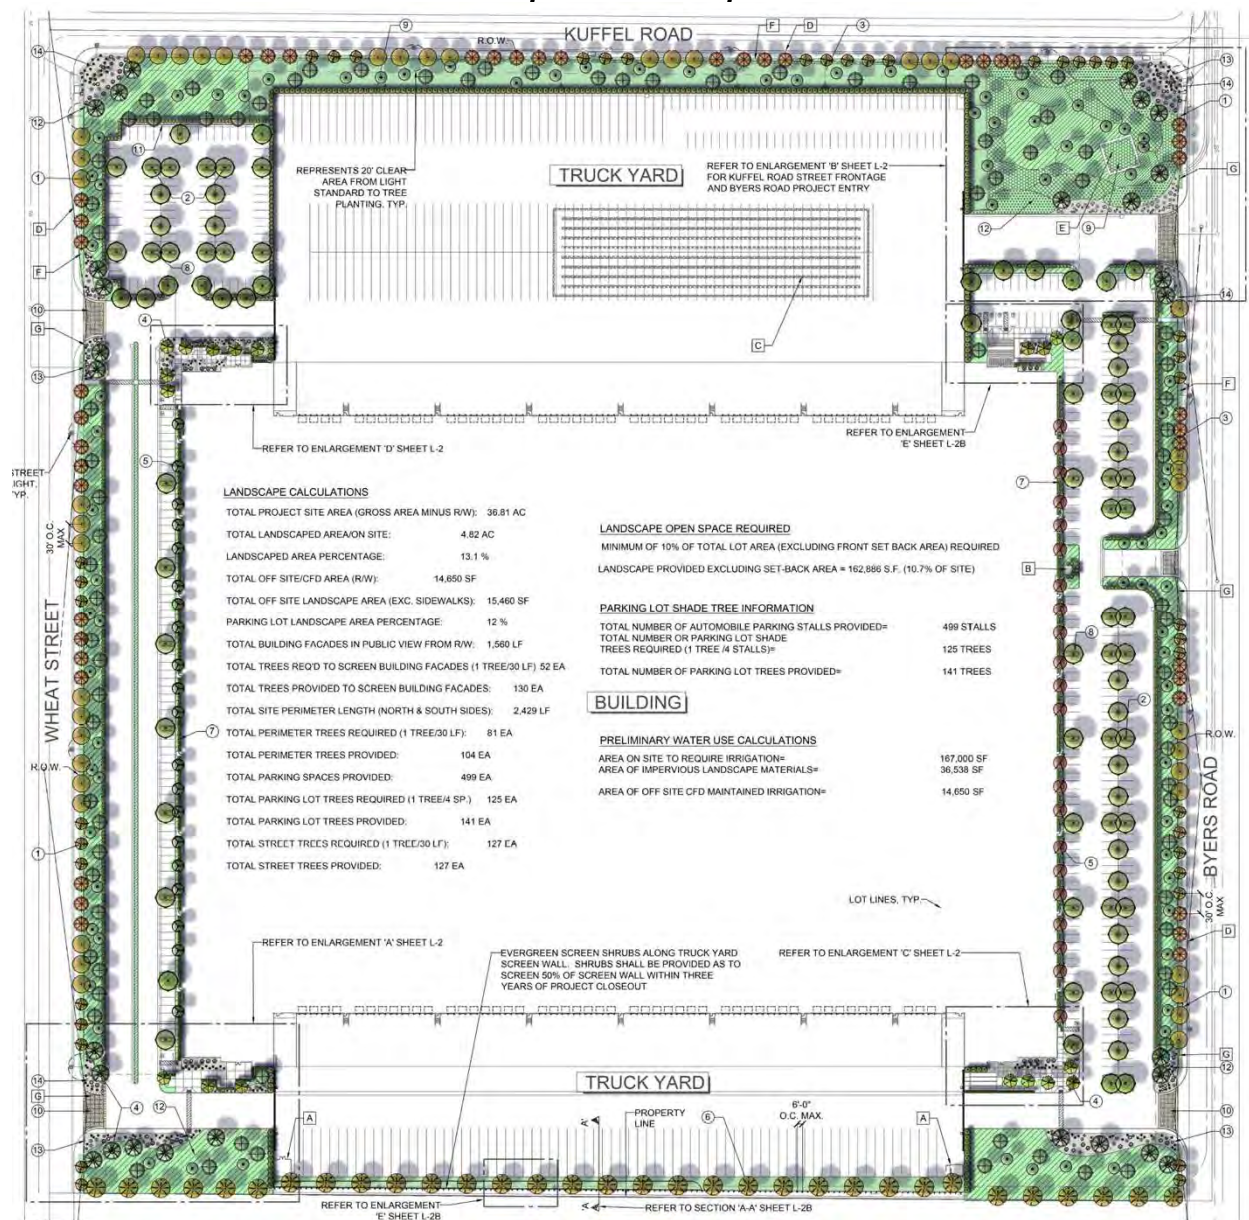 KUFFEL ROAD
R.O.W.
TRUCK YARD
REPRESENTS 20' CLEAR
AREA FROM LIGHT
STANDARD TO TREE
PLANTING, TYP.
REFER TO ENLARGEMENT 'B' SHEET L-2
FOR KUFFEL ROAD STREET FRONTAGE
AND BYERS ROAD PROJECT ENTRY
REFER TO ENLARGEMENT 'D' SHEET L-2
REFER TO ENLARGEMENT
'E' SHEET L-2B
LANDSCAPE CALCULATIONS
TOTAL PROJECT SITE AREA (GROSS AREA MINUS R/W): 36.81 AC
TOTAL LANDSCAPED AREA/ON SITE: 4.82 AC
LANDSCAPED AREA PERCENTAGE: 13.1 %
TOTAL OFF SITE/CFD AREA (R/W): 14,650 SF
TOTAL OFF SITE LANDSCAPE AREA (EXC. SIDEWALKS): 15,460 SF
PARKING LOT LANDSCAPE AREA PERCENTAGE: 12 %
TOTAL BUILDING FACADES IN PUBLIC VIEW FROM R/W: 1,560 LF
TOTAL TREES REQ'D TO SCREEN BUILDING FACADES (1 TREE/30 LF) 52 EA
TOTAL TREES PROVIDED TO SCREEN BUILDING FACADES: 130 EA
TOTAL SITE PERIMETER LENGTH (NORTH & SOUTH SIDES): 2,429 LF
TOTAL PERIMETER TREES REQUIRED (1 TREE/30 LF): 81 EA
TOTAL PERIMETER TREES PROVIDED: 104 EA
TOTAL PARKING SPACES PROVIDED: 499 EA
TOTAL PARKING LOT TREES REQUIRED (1 TREE/4 SP.) 125 EA
TOTAL PARKING LOT TREES PROVIDED: 141 EA
TOTAL STREET TREES REQUIRED (1 TREE/30 LF): 127 EA
TOTAL STREET TREES PROVIDED: 127 EA
LANDSCAPE OPEN SPACE REQUIRED
MINIMUM OF 10% OF TOTAL LOT AREA (EXCLUDING FRONT SET BACK AREA) REQUIRED
LANDSCAPE PROVIDED EXCLUDING SET-BACK AREA = 162,886 S.F. (10.7% OF SITE)
PARKING LOT SHADE TREE INFORMATION
TOTAL NUMBER OF AUTOMOBILE PARKING STALLS PROVIDED= 499 STALLS
TOTAL NUMBER OR PARKING LOT SHADE
TREES REQUIRED (1 TREE /4 STALLS)= 125 TREES
TOTAL NUMBER OF PARKING LOT TREES PROVIDED= 141 TREES
BUILDING
PRELIMINARY WATER USE CALCULATIONS
AREA ON SITE TO REQUIRE IRRIGATION= 167,000 SF
AREA OF IMPERVIOUS LANDSCAPE MATERIALS= 36,538 SF
AREA OF OFF SITE CFD MAINTAINED IRRIGATION= 14,650 SF
WHEAT STREET
30' O.C.
MAX
R.O.W.
BYERS ROAD
R.O.W.
30' O.C.
MAX
LOT LINES, TYP.
REFER TO ENLARGEMENT 'A' SHEET L-2
EVERGREEN SCREEN SHRUBS ALONG TRUCK YARD
SCREEN WALL. SHRUBS SHALL BE PROVIDED AS TO
SCREEN 50% OF SCREEN WALL WITHIN THREE
YEARS OF PROJECT CLOSEOUT
REFER TO ENLARGEMENT 'C' SHEET L-2
TRUCK YARD
PROPERTY
LINE
6'-0"
O.C. MAX.
REFER TO ENLARGEMENT
'E' SHEET L-2B
REFER TO SECTION 'A-A' SHEET L-2B